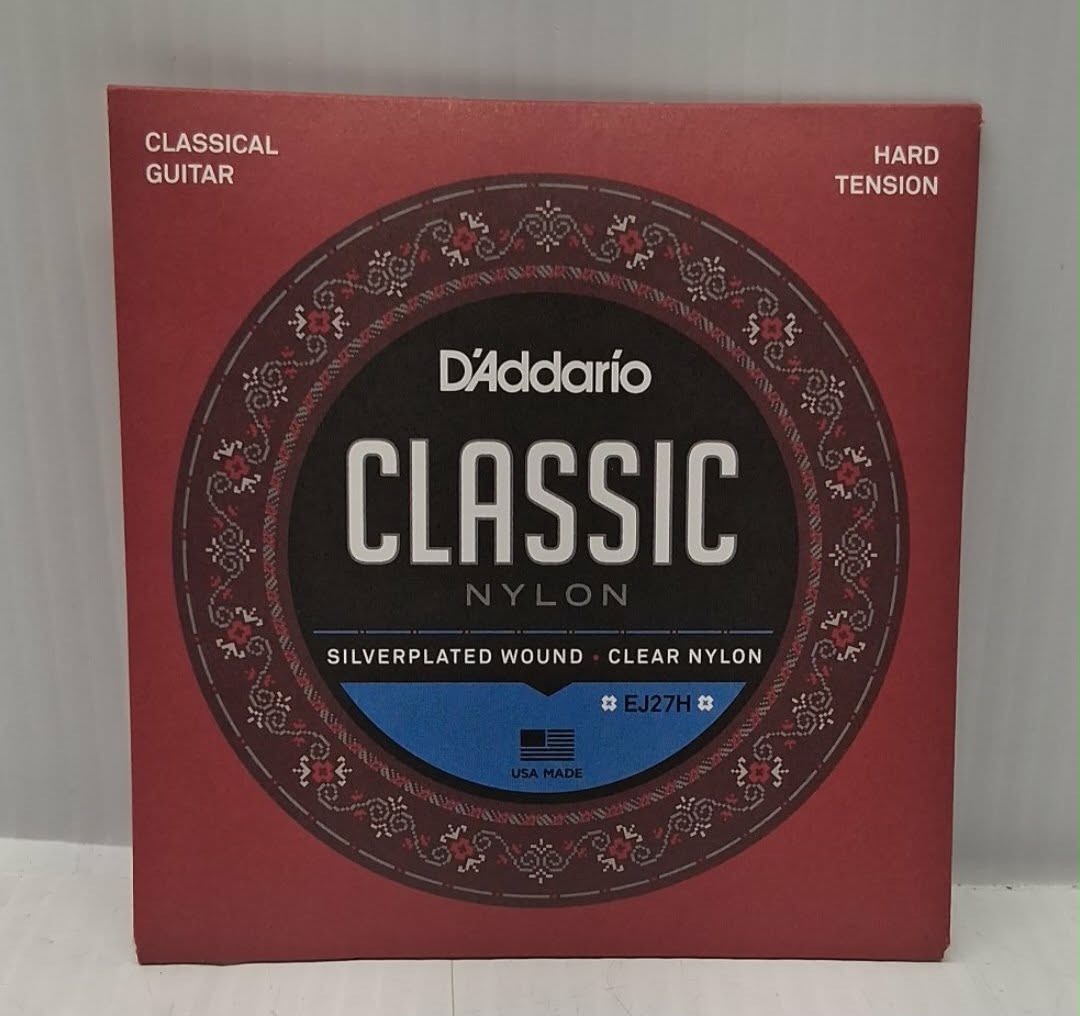 CLASSICAL
GUITAR
HARD
TENSION
D'Addario
CLASSIC
NYLON
SILVERPLATED WOUND • CLEAR NYLON
EJ27H
USA MADE